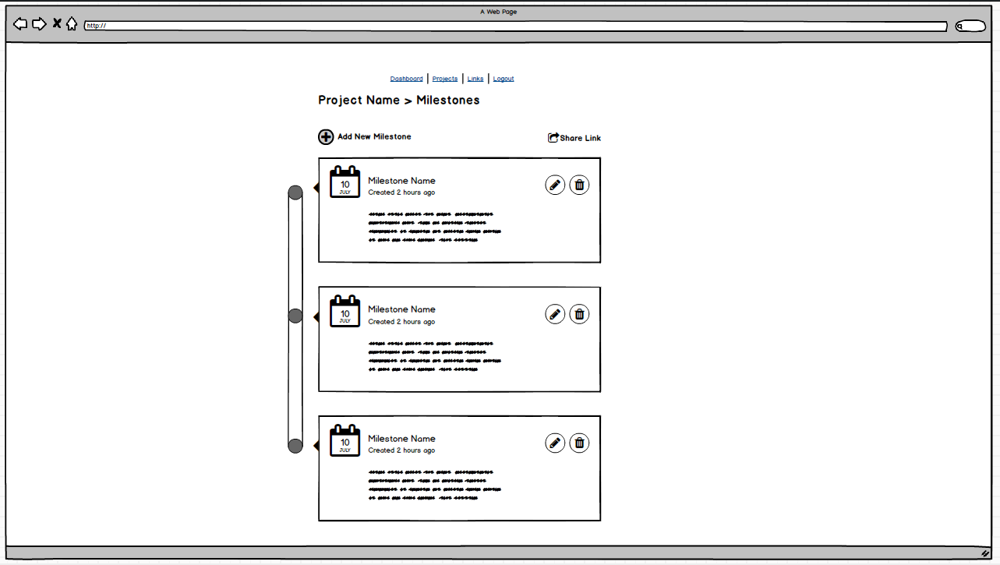 A Web Page
http://
Dashboard | Projects | Links | Logout
Project Name > Milestones
Add New Milestone
Share Link
10
JULY
Milestone Name
Created 2 hours ago
10
JULY
Milestone Name
Created 2 hours ago
10
JULY
Milestone Name
Created 2 hours ago